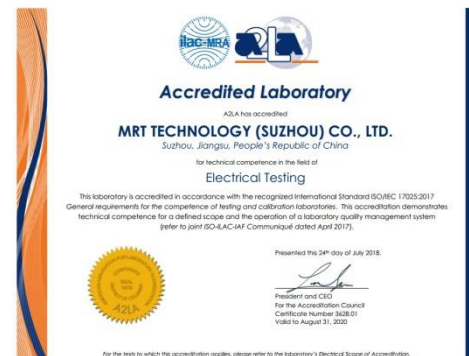 ilac-MRA
A2LA
Accredited Laboratory
A2LA has accredited
MRT TECHNOLOGY (SUZHOU) CO., LTD.
Suzhou, Jiangsu, People's Republic of China
for technical competence in the field of
Electrical Testing
This laboratory is accredited in accordance with the recognized International Standard ISO/IEC 17025:2017
General requirements for the competence of testing and calibration laboratories. This accreditation demonstrates
technical competence for a defined scope and the operation of a laboratory quality management system
(refer to joint ISO-ILAC-IAF Communiqué dated April 2017).
Presented this 24th day of July 2018.
President and CEO
For the Accreditation Council
Certificate Number 3628.01
Valid to August 31, 2020
SEAL
A2LA
For the tests to which this accreditation applies, please refer to the laboratory's Electrical Scope of Accreditation.